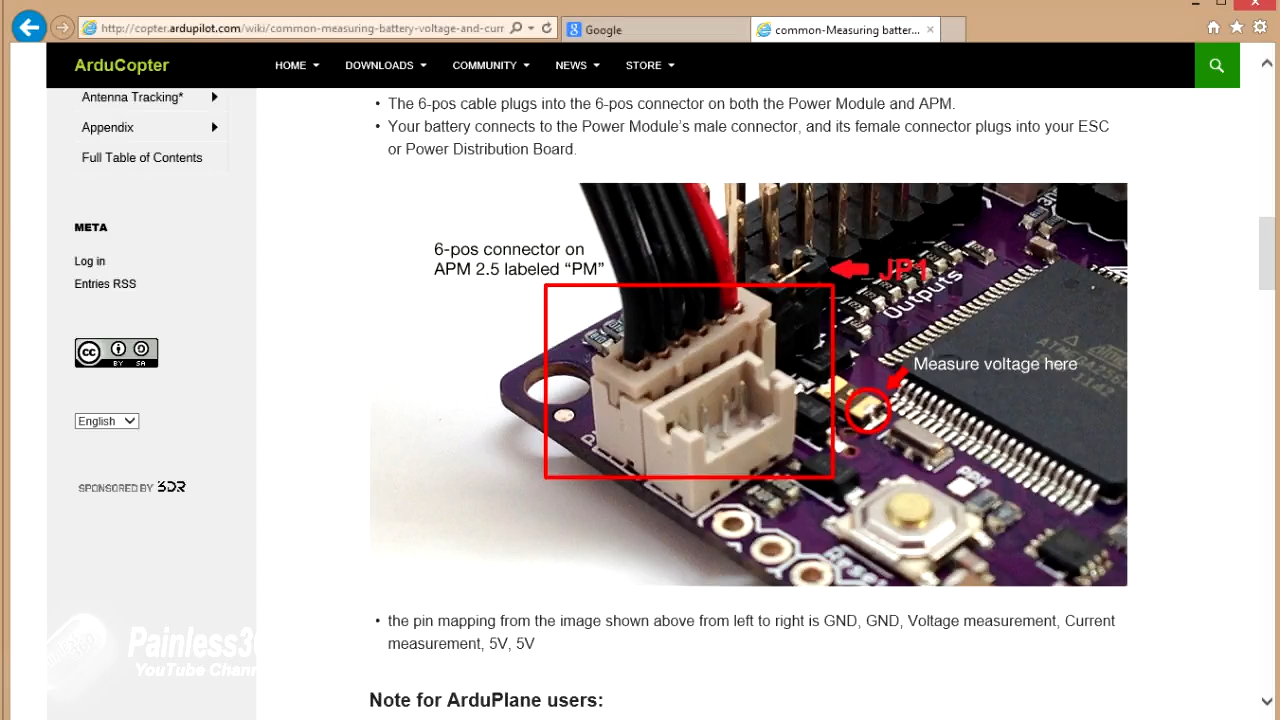 http://copter.ardupilot.com/wiki/common-measuring-battery-voltage-and-curr
Google
common-Measuring batter...
ArduCopter
HOME
DOWNLOADS
COMMUNITY
NEWS
STORE
Antenna Tracking*
Appendix
Full Table of Contents
META
Log in
Entries RSS
CC
BY SA
English
SPONSORED BY 3DR
• The 6-pos cable plugs into the 6-pos connector on both the Power Module and APM.
• Your battery connects to the Power Module's male connector, and its female connector plugs into your ESC
or Power Distribution Board.
6-pos connector on
APM 2.5 labeled “PM”
JP1
Outputs
Measure voltage here
Reset
• the pin mapping from the image shown above from left to right is GND, GND, Voltage measurement, Current
measurement, 5V, 5V
Note for ArduPlane users:
Painless3
YouTube Chann